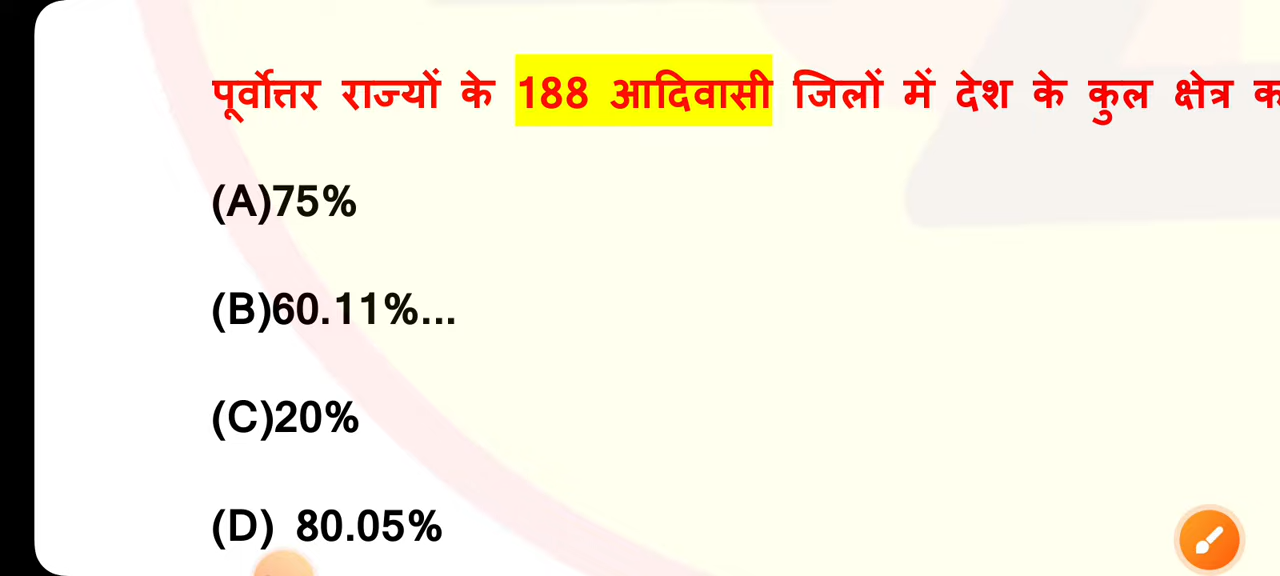 पूर्वोत्तर राज्यों के 188 आदिवासी जिलों में देश के कुल क्षेत्र
(A)75%
(B)60.11%...
(C)20%
(D) 80.05%